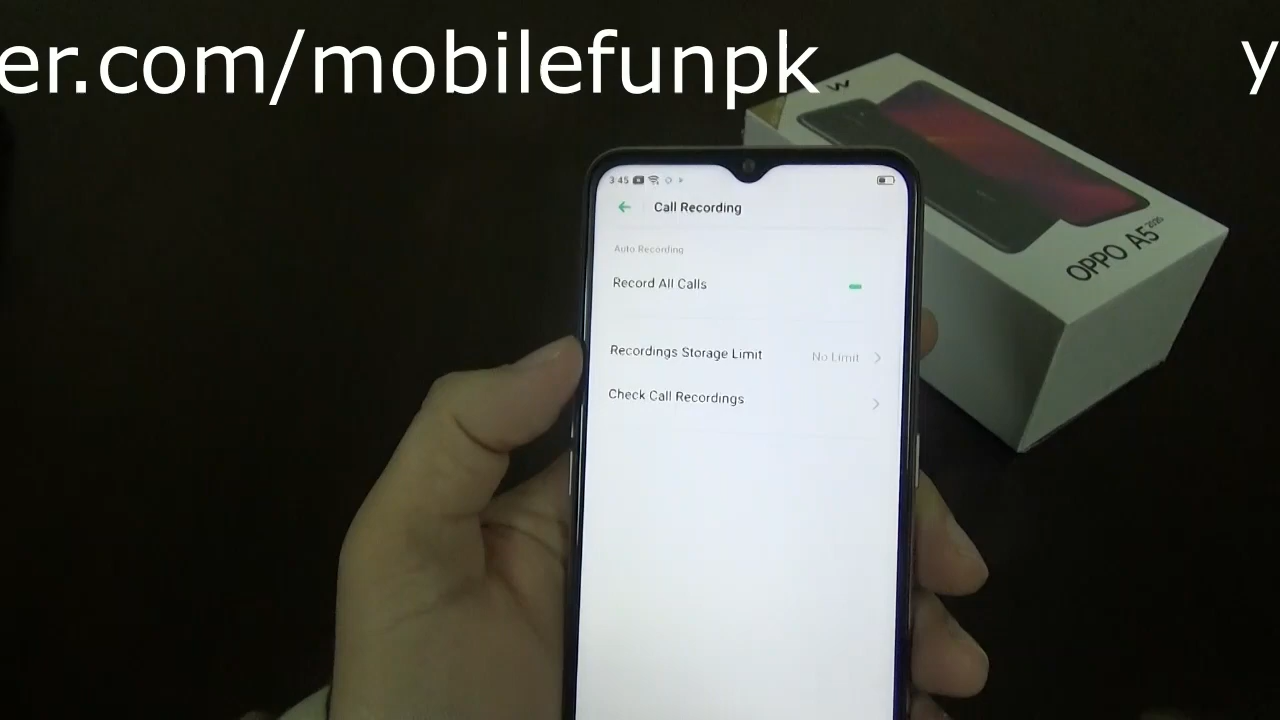 er.com/mobilefunpk
y
3:45
Call Recording
Auto Recording
Record All Calls
Recordings Storage Limit No Limit
Check Call Recordings
OPPO A5 2020